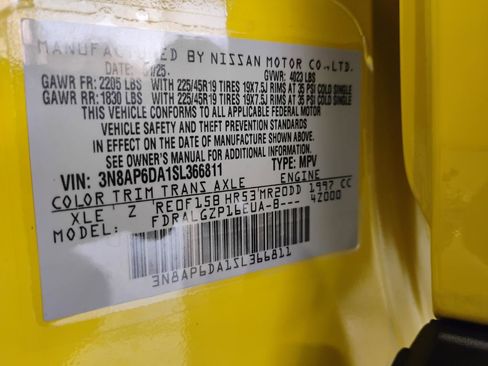 MANUFACTURED BY NISSAN MOTOR CO., LTD.
DATE: 01/25. GVWR: 4023 LBS
GAWR FR: 2205 LBS WITH 225/45R19 TIRES 19X7.5J RIMS AT 35 PSI COLD SINGLE
GAWR RR: 1830 LBS WITH 225/45R19 TIRES 19X7.5J RIMS AT 35 PSI COLD SINGLE
THIS VEHICLE CONFORMS TO ALL APPLICABLE FEDERAL MOTOR
VEHICLE SAFETY AND THEFT PREVENTION STANDARDS
IN EFFECT ON THE DATE OF MANUFACTURE SHOWN ABOVE.
SEE OWNER'S MANUAL FOR ADDITIONAL INFORMATION
VIN: 3N8AP6DA1SL366811 TYPE: MPV
COLOR TRIM TRANS AXLE
XLE Z RE0F15B HR53 MR20DD 1997 CC
MODEL: FDRALGZP16EUA-B--- 42000
3N8AP6DA1SL366811